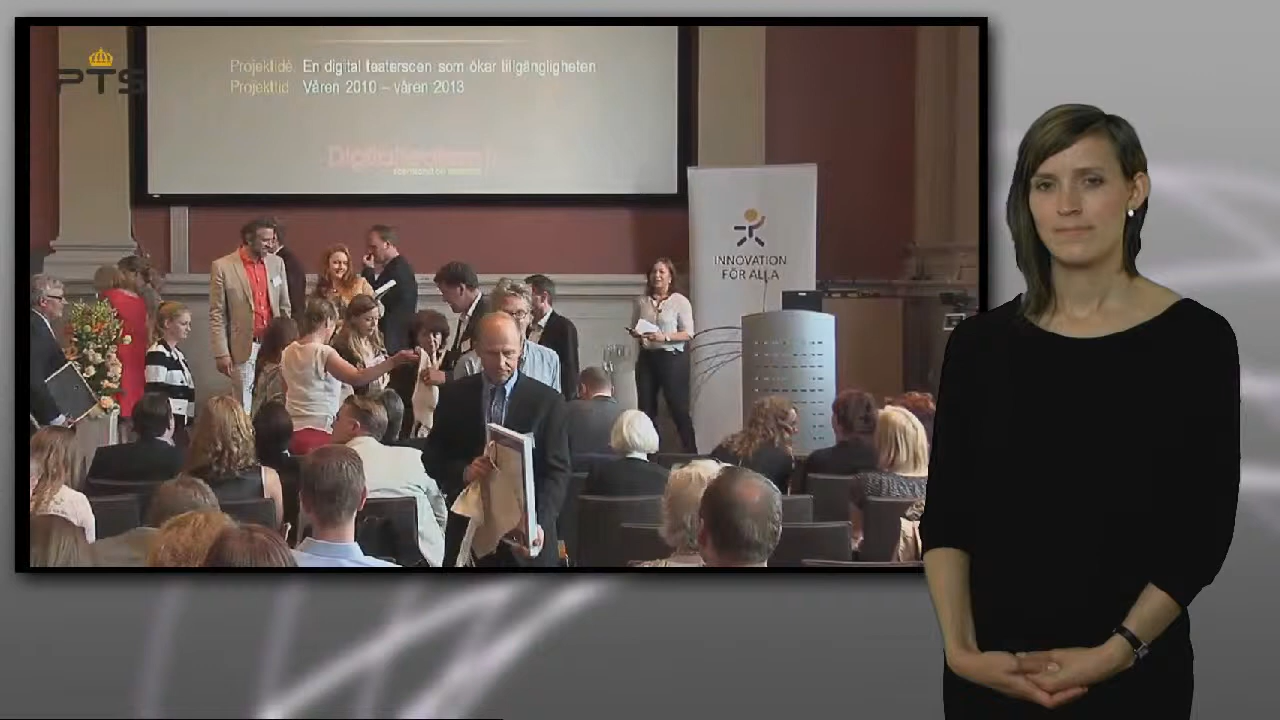 PTS
Projektidé En digital teaterscen som ökar tillgängligheten
Projekttid Våren 2010 – våren 2013
INNOVATION
FÖR ALLA